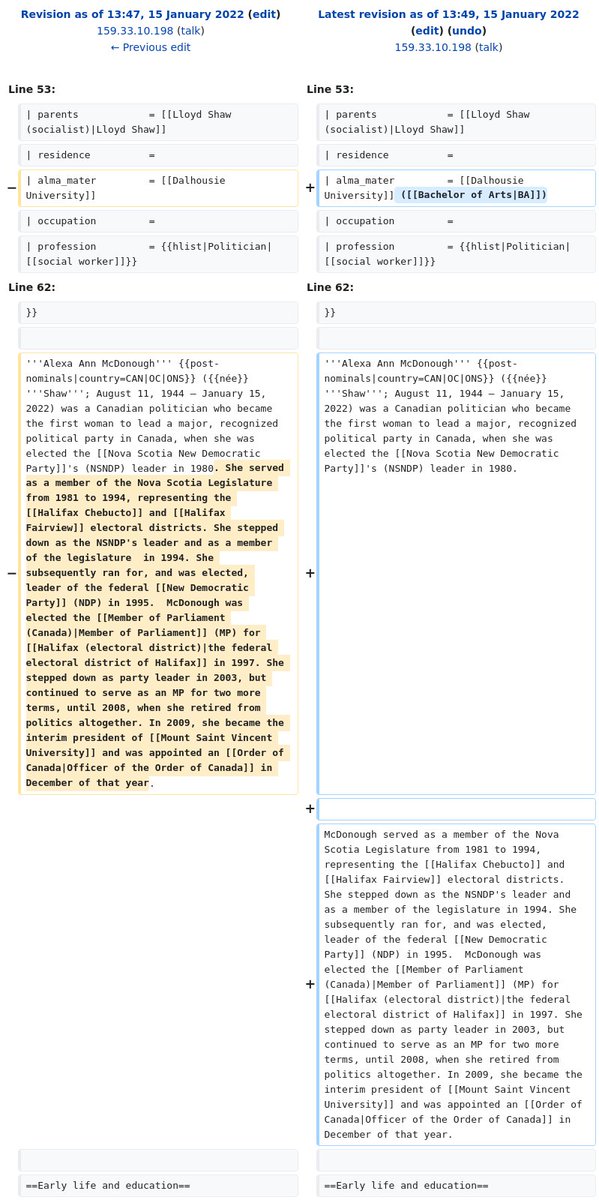 Revision as of 13:47, 15 January 2022 (edit)
159.33.10.198 (talk)
← Previous edit
Latest revision as of 13:49, 15 January 2022
(edit) (undo)
159.33.10.198 (talk)
Line 53:
Line 53:
| parents = [[Lloyd Shaw
(socialist)|Lloyd Shaw]]
| parents = [[Lloyd Shaw
(socialist)|Lloyd Shaw]]
| residence =
| residence =
− | alma_mater = [[Dalhousie
University]]
+ | alma_mater = [[Dalhousie
University]] ([[Bachelor of Arts|BA]])
| occupation =
| occupation =
| profession = {{hlist|Politician|
[[social worker]]}}
| profession = {{hlist|Politician|
[[social worker]]}}
Line 62:
Line 62:
}}
}}
−
'''Alexa Ann McDonough''' {{post-
nominals|country=CAN|OC|ONS}} ({{née}}
'''Shaw'''; August 11, 1944 – January 15,
2022) was a Canadian politician who became
the first woman to lead a major, recognized
political party in Canada, when she was
elected the [[Nova Scotia New Democratic
Party]]'s (NSNDP) leader in 1980. She served
as a member of the Nova Scotia Legislature
from 1981 to 1994, representing the
[[Halifax Chebucto]] and [[Halifax
Fairview]] electoral districts. She stepped
down as the NSNDP's leader and as a member
of the legislature  in 1994. She
subsequently ran for, and was elected,
leader of the federal [[New Democratic
Party]] (NDP) in 1995.  McDonough was
elected the [[Member of Parliament
(Canada)|Member of Parliament]] (MP) for
[[Halifax (electoral district)|the federal
electoral district of Halifax]] in 1997. She
stepped down as party leader in 2003, but
continued to serve as an MP for two more
terms, until 2008, when she retired from
politics altogether. In 2009, she became the
interim president of [[Mount Saint Vincent
University]] and was appointed an [[Order of
Canada|Officer of the Order of Canada]] in
December of that year.
+
'''Alexa Ann McDonough''' {{post-
nominals|country=CAN|OC|ONS}} ({{née}}
'''Shaw'''; August 11, 1944 – January 15,
2022) was a Canadian politician who became
the first woman to lead a major, recognized
political party in Canada, when she was
elected the [[Nova Scotia New Democratic
Party]]'s (NSNDP) leader in 1980.
+
+
McDonough served as a member of the Nova
Scotia Legislature from 1981 to 1994,
representing the [[Halifax Chebucto]] and
[[Halifax Fairview]] electoral districts.
She stepped down as the NSNDP's leader and
as a member of the legislature in 1994. She
subsequently ran for, and was elected,
leader of the federal [[New Democratic
Party]] (NDP) in 1995.  McDonough was
elected the [[Member of Parliament
(Canada)|Member of Parliament]] (MP) for
[[Halifax (electoral district)|the federal
electoral district of Halifax]] in 1997. She
stepped down as party leader in 2003, but
continued to serve as an MP for two more
terms, until 2008, when she retired from
politics altogether. In 2009, she became the
interim president of [[Mount Saint Vincent
University]] and was appointed an [[Order of
Canada|Officer of the Order of Canada]] in
December of that year.
==Early life and education==
==Early life and education==